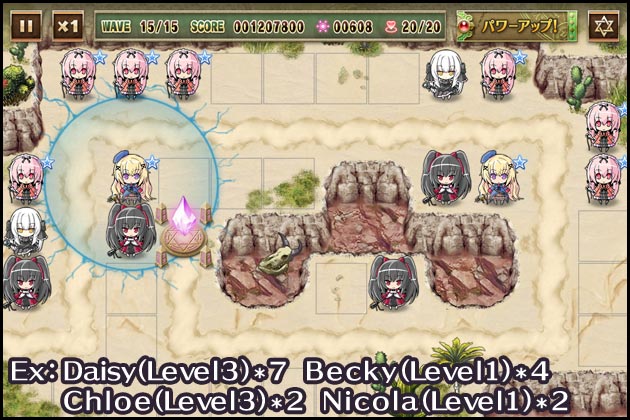 ×1 WAVE 15/15 SCORE 001207800 00608 20/20 パワーアップ!
Ex: Daisy(Level3)*7 Becky(Level1)*4
Chloe(Level3)*2 Nicola(Level1)*2